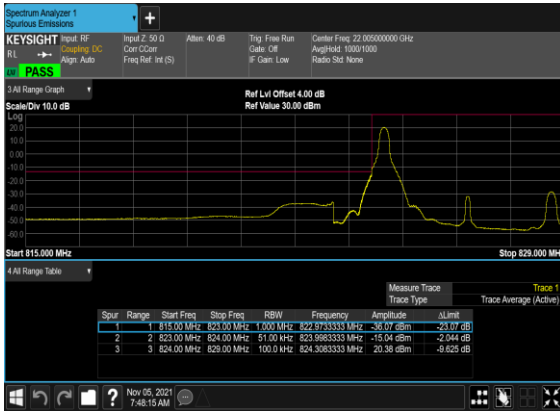 Spectrum Analyzer 1
Spurious Emissions
KEYSIGHT
RL
Input: RF
Coupling: DC
Align: Auto
Input Z: 50 Ω
Corr CCorr
Freq Ref: Int (S)
Atten: 40 dB
Trig: Free Run
Gate: Off
IF Gain: Low
Center Freq: 22.005000000 GHz
Avg|Hold: 1000/1000
Radio Std: None
PASS
3 All Range Graph
Scale/Div 10.0 dB
Ref Lvl Offset 4.00 dB
Ref Value 30.00 dBm
Log
20.0
10.0
0.00
-10.0
-20.0
-30.0
-40.0
-50.0
-60.0
Start 815.000 MHz
Stop 829.000 MH
4 All Range Table
Measure Trace Trace 1
Trace Type Trace Average (Active)
Spur Range Start Freq Stop Freq RBW Frequency Amplitude ΔLimit
1 1 815.00 MHz 823.00 MHz 1.000 MHz 822.9733333 MHz -36.07 dBm -23.07 dB
2 2 823.00 MHz 824.00 MHz 51.00 kHz 823.9983333 MHz -15.04 dBm -2.044 dB
3 3 824.00 MHz 829.00 MHz 100.0 kHz 824.3083333 MHz 20.38 dBm -9.625 dB
?
Nov 05, 2021
7:48:15 AM